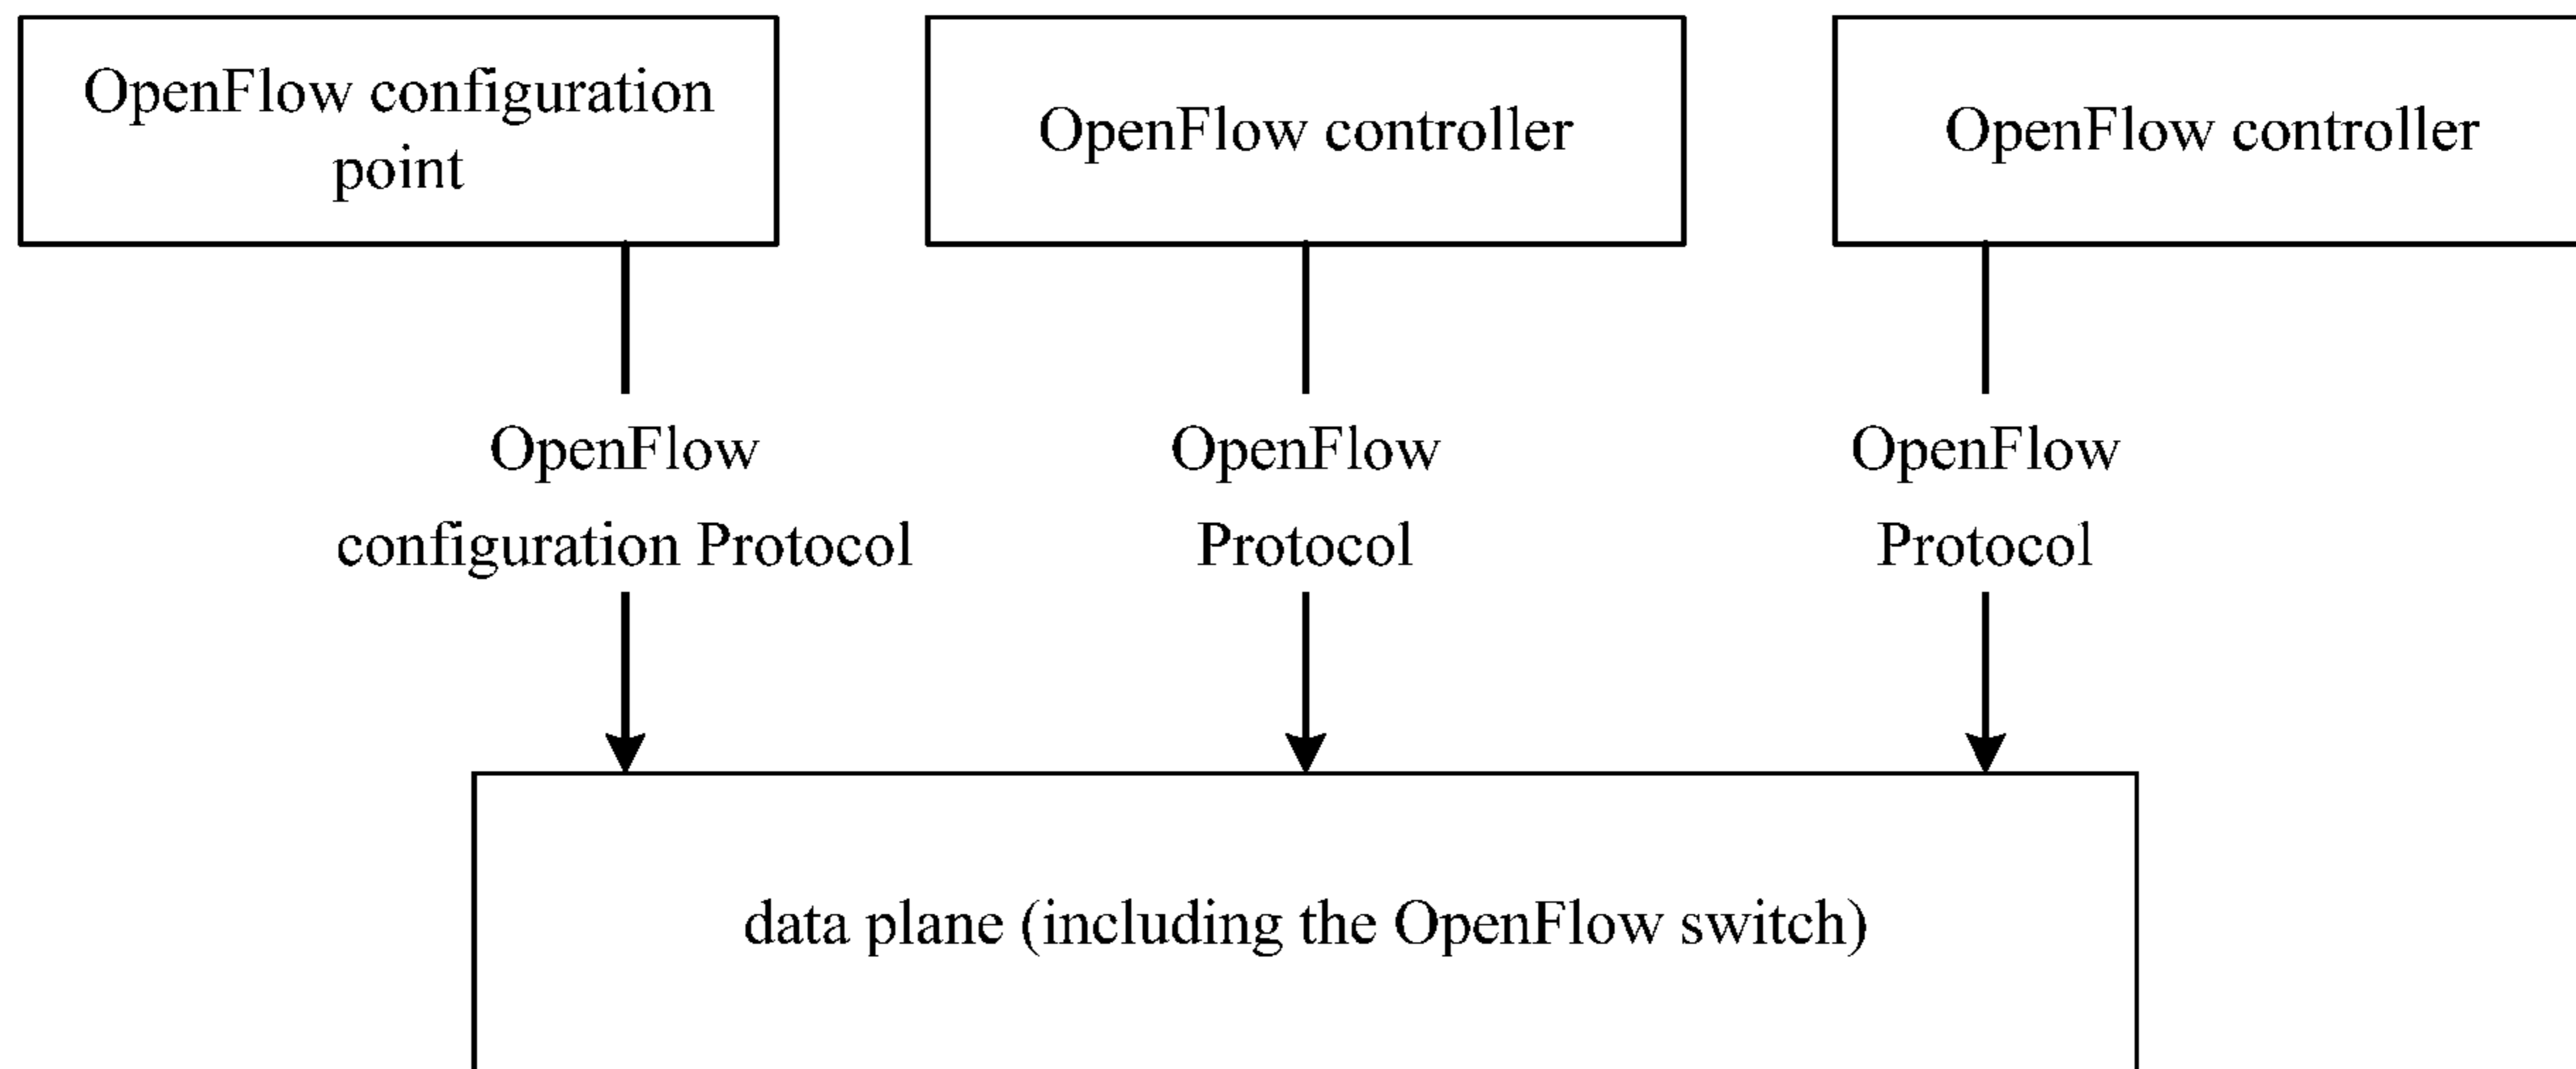 OpenFlow configuration
point
OpenFlow controller
OpenFlow controller
OpenFlow
configuration Protocol
OpenFlow
Protocol
OpenFlow
Protocol
data plane (including the OpenFlow switch)